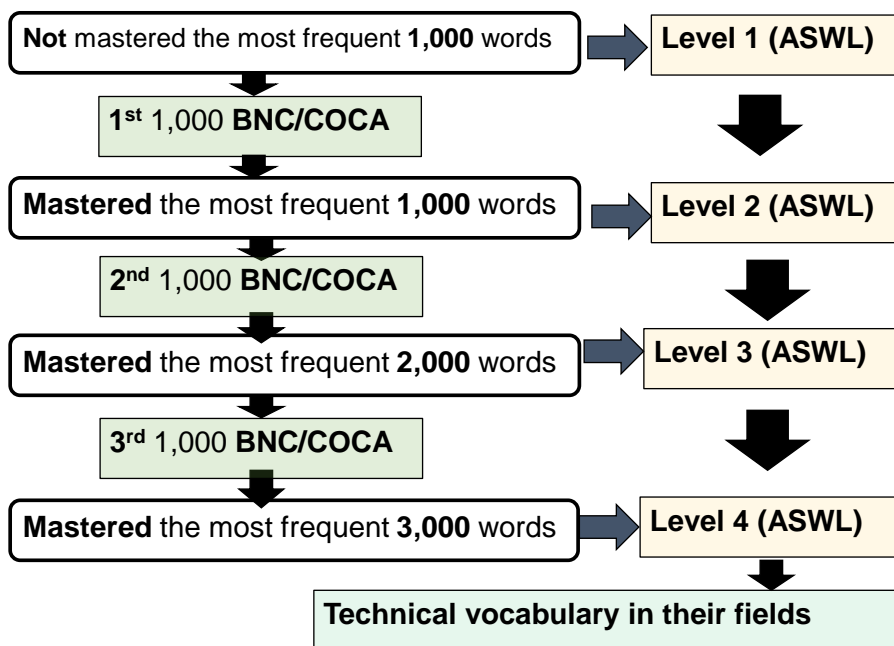 Not mastered the most frequent 1,000 words
Level 1 (ASWL)
1st 1,000 BNC/COCA
Mastered the most frequent 1,000 words
Level 2 (ASWL)
2nd 1,000 BNC/COCA
Mastered the most frequent 2,000 words
Level 3 (ASWL)
3rd 1,000 BNC/COCA
Mastered the most frequent 3,000 words
Level 4 (ASWL)
Technical vocabulary in their fields